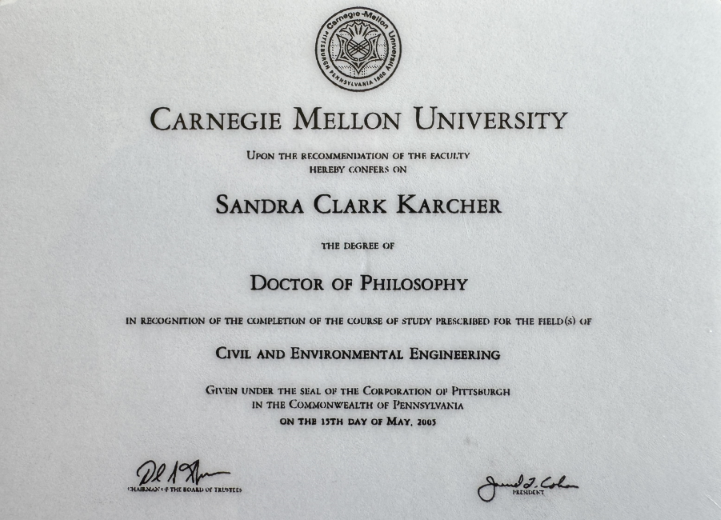 Carnegie-Mellon University
PITTSBURGH PENNSYLVANIA 1900
CARNEGIE MELLON UNIVERSITY
UPON THE RECOMMENDATION OF THE FACULTY
HEREBY CONFERS ON
SANDRA CLARK KARCHER
THE DEGREE OF
DOCTOR OF PHILOSOPHY
IN RECOGNITION OF THE COMPLETION OF THE COURSE OF STUDY PRESCRIBED FOR THE FIELD(S) OF
CIVIL AND ENVIRONMENTAL ENGINEERING
GIVEN UNDER THE SEAL OF THE CORPORATION OF PITTSBURGH
IN THE COMMONWEALTH OF PENNSYLVANIA
ON THE 15TH DAY OF MAY, 2005
CHAIRMAN OF THE BOARD OF TRUSTEES
PRESIDENT